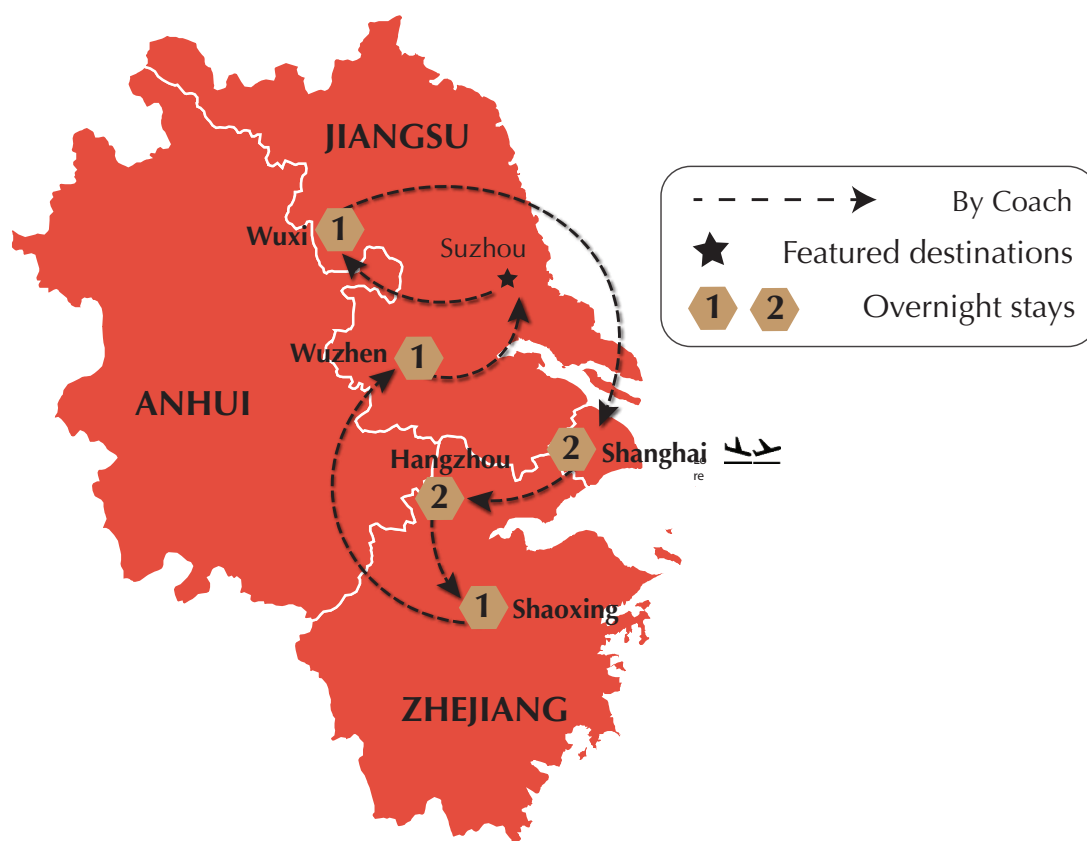 JIANGSU
1
Wuxi
Suzhou
Wuzhen
1
ANHUI
2
Shanghai
re
Hangzhou
2
1
Shaoxing
ZHEJIANG
By Coach
Featured destinations
1 2
Overnight stays